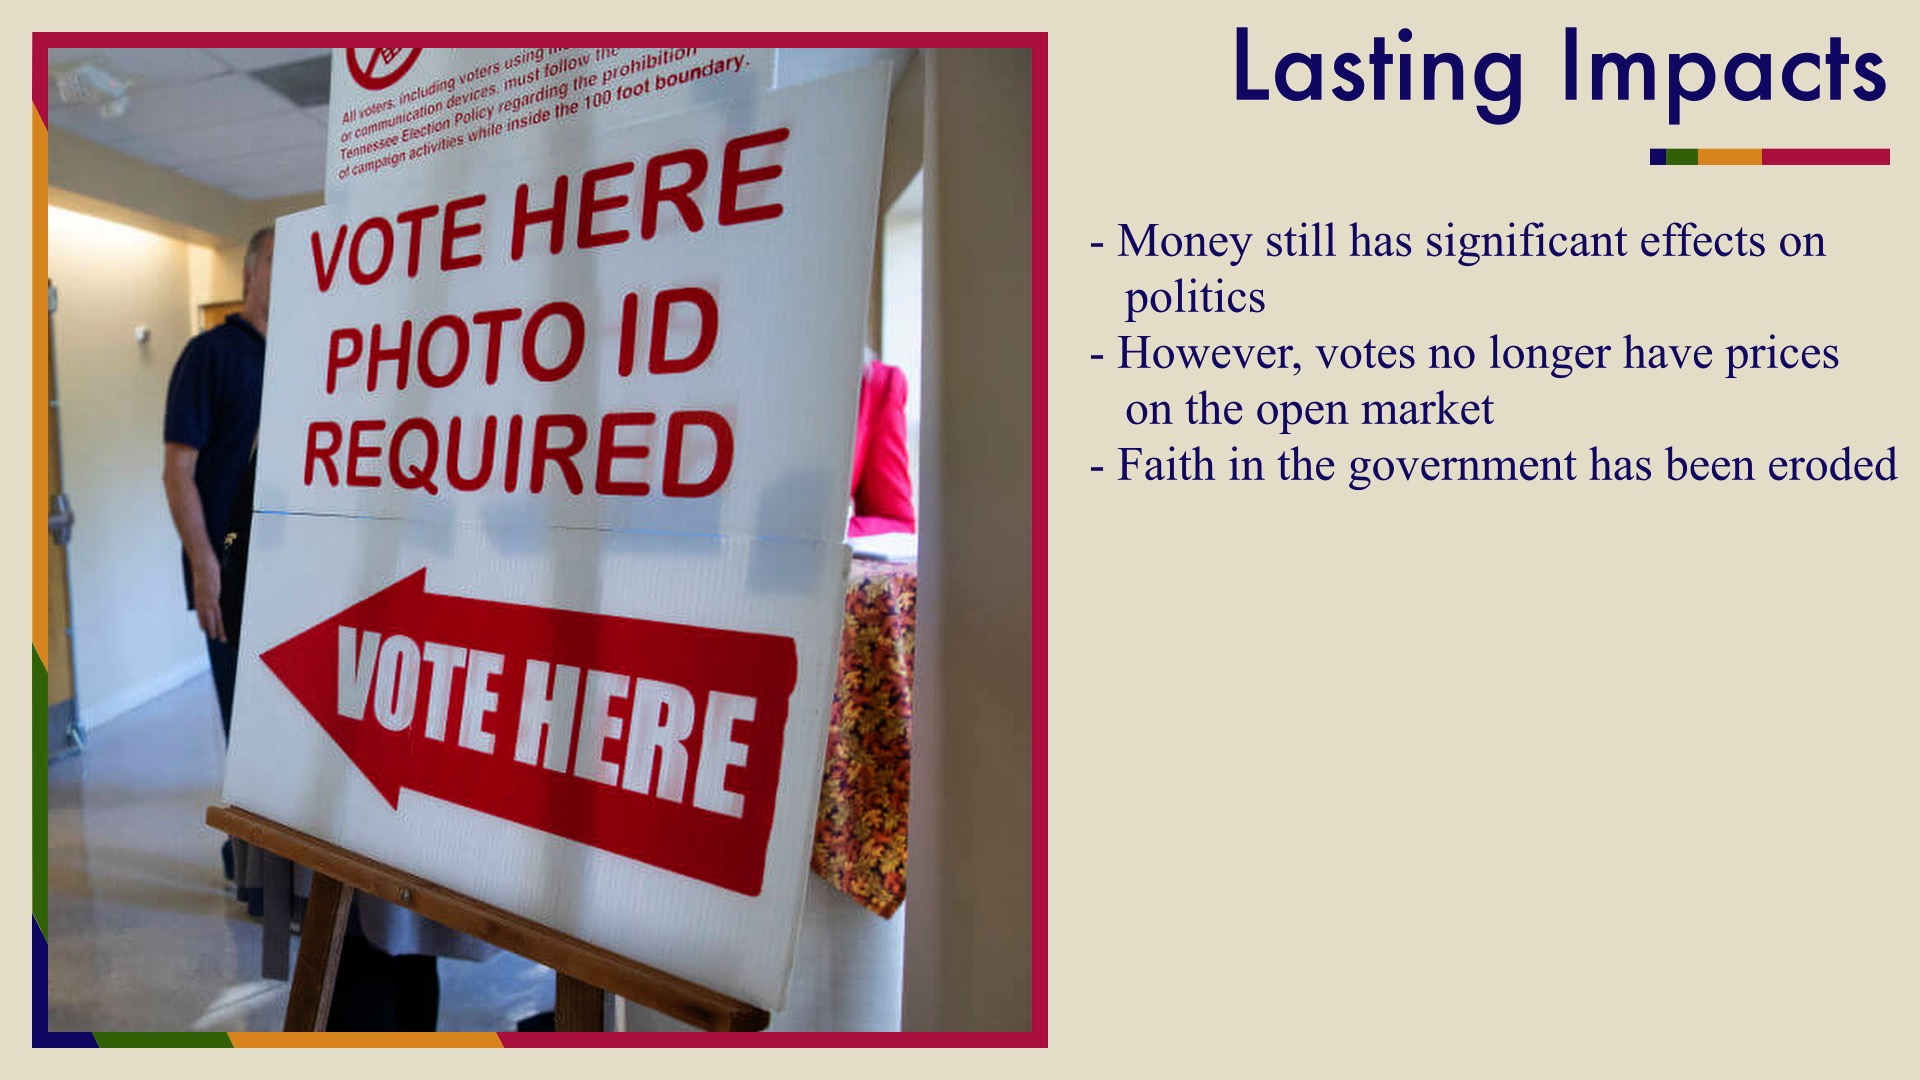 Lasting Impacts
All voters, including voters using
or communication devices, must follow the
Tennessee Election Policy regarding the prohibition
of campaign activities while inside the 100 foot boundary.
VOTE HERE
PHOTO ID
REQUIRED
VOTE HERE
- Money still has significant effects on
politics
- However, votes no longer have prices
on the open market
- Faith in the government has been eroded